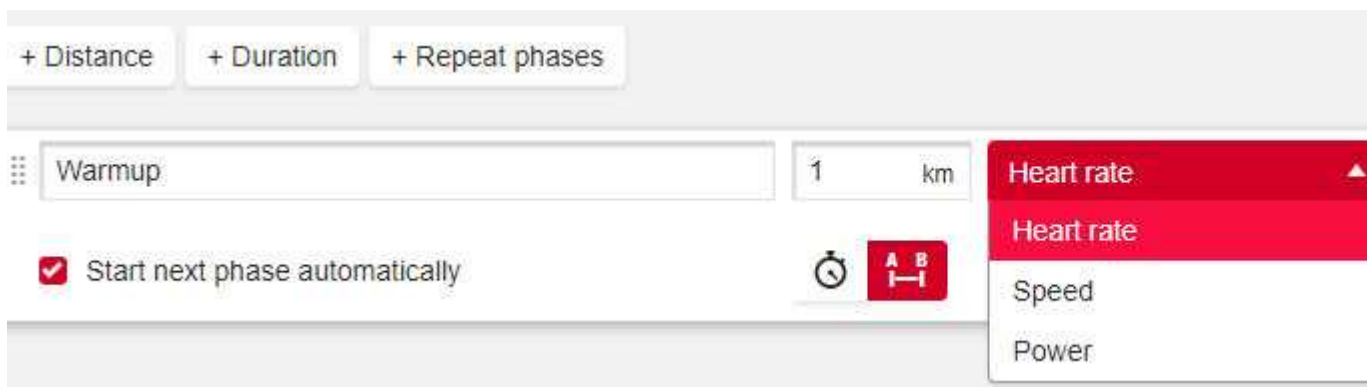 + Distance + Duration + Repeat phases
Warmup 1 km Heart rate
Heart rate
Start next phase automatically A B
Speed
Power